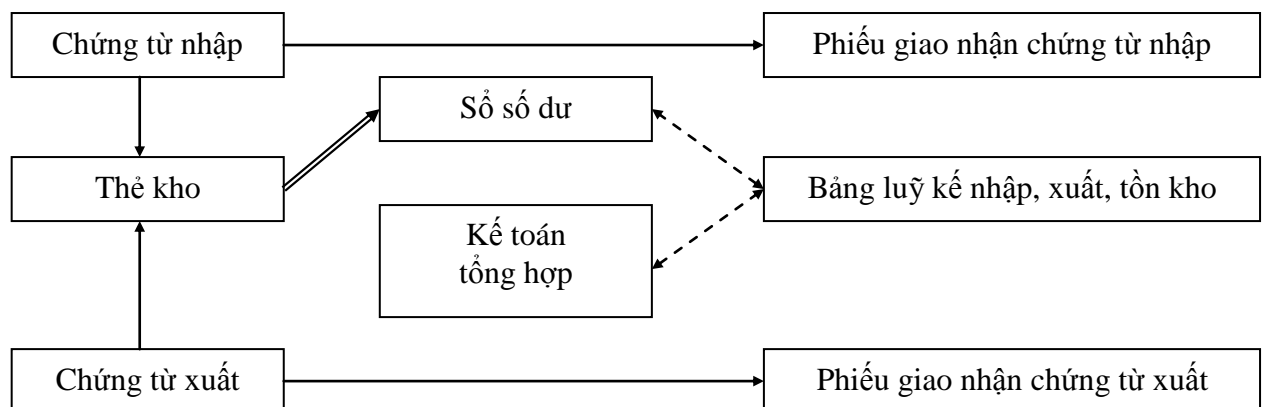 Chứng từ nhập
Phiếu giao nhận chứng từ nhập
Sổ số dư
Thẻ kho
Bảng luỹ kế nhập, xuất, tồn kho
Kế toán
tổng hợp
Chứng từ xuất
Phiếu giao nhận chứng từ xuất